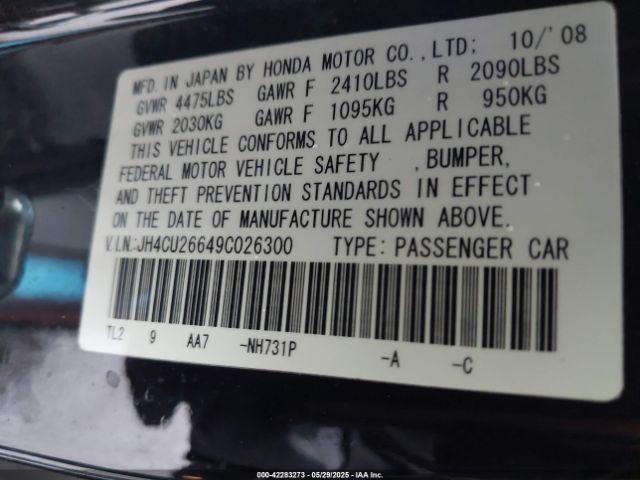 MFD. IN JAPAN BY HONDA MOTOR CO., LTD; 10/'08
GVWR 4475LBS GAWR F 2410LBS R 2090LBS
GVWR 2030KG GAWR F 1095KG R 950KG
THIS VEHICLE CONFORMS TO ALL APPLICABLE
FEDERAL MOTOR VEHICLE SAFETY , BUMPER,
AND THEFT PREVENTION STANDARDS IN EFFECT
ON THE DATE OF MANUFACTURE SHOWN ABOVE.
V.I.N.:JH4CU26649C026300 TYPE: PASSENGER CAR
TL2 9 AA7 -NH731P -A -C
000-42283273 - 05/29/2025 - IAA Inc.